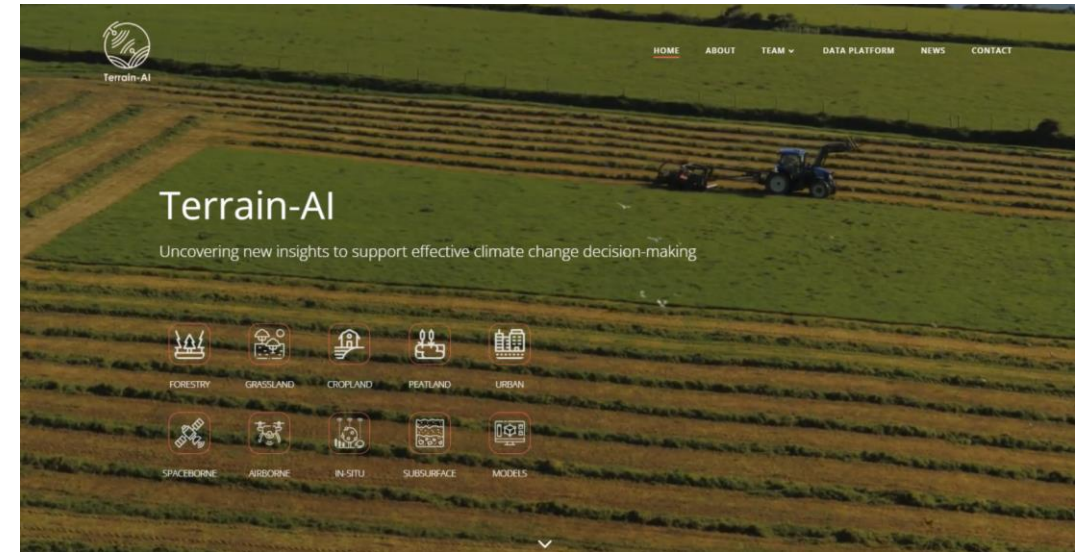 Terrain-AI
HOME ABOUT TEAM DATA PLATFORM NEWS CONTACT
Terrain-AI
Uncovering new insights to support effective climate change decision-making
FORESTRY GRASSLAND CROPLAND PEATLAND URBAN
SPACEBORNE AIRBORNE IN-SITU SUBSURFACE MODELS